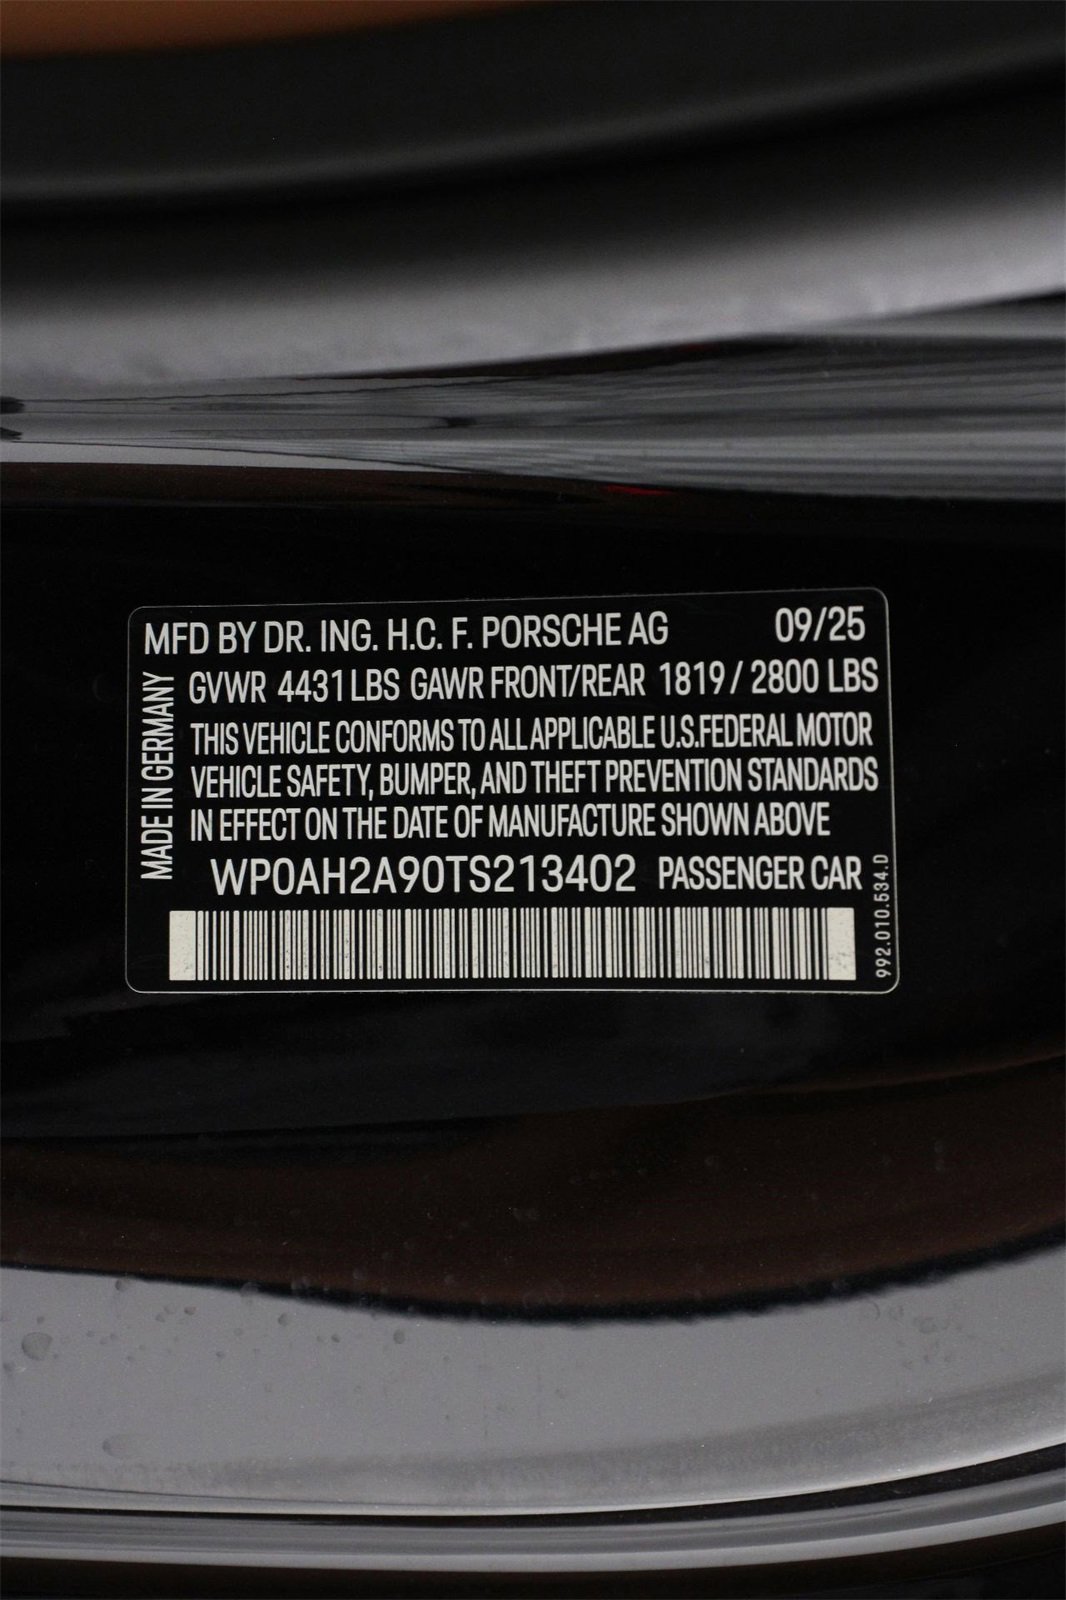 MFD BY DR. ING. H.C. F. PORSCHE AG 09/25
GVWR 4431 LBS GAWR FRONT/REAR 1819 / 2800 LBS
THIS VEHICLE CONFORMS TO ALL APPLICABLE U.S.FEDERAL MOTOR
VEHICLE SAFETY, BUMPER, AND THEFT PREVENTION STANDARDS
IN EFFECT ON THE DATE OF MANUFACTURE SHOWN ABOVE
WP0AH2A90TS213402 PASSENGER CAR
MADE IN GERMANY
992.010.534.D